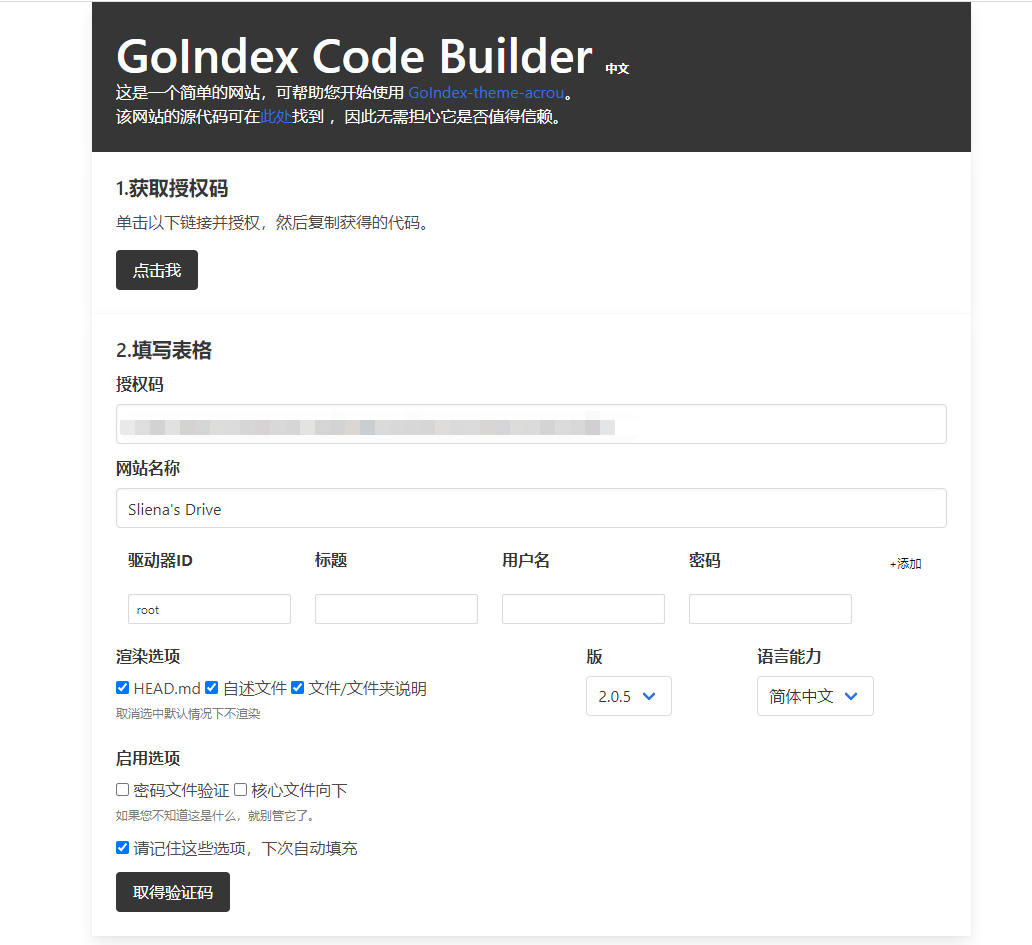 GoIndex Code Builder 中文
这是一个简单的网站，可帮助您开始使用 GoIndex-theme-acrou。
该网站的源代码可在此处找到 ，因此无需担心它是否值得信赖。
1.获取授权码
单击以下链接并授权，然后复制获得的代码。
点击我
2.填写表格
授权码
网站名称
Sliena's Drive
驱动器ID 标题 用户名 密码 +添加
root
渲染选项 版 语言能力
HEAD.md 自述文件 文件/文件夹说明 2.0.5 简体中文
取消选中默认情况下不渲染
启用选项
密码文件验证 核心文件向下
如果您不知道这是什么，就别管它了。
请记住这些选项，下次自动填充
取得验证码